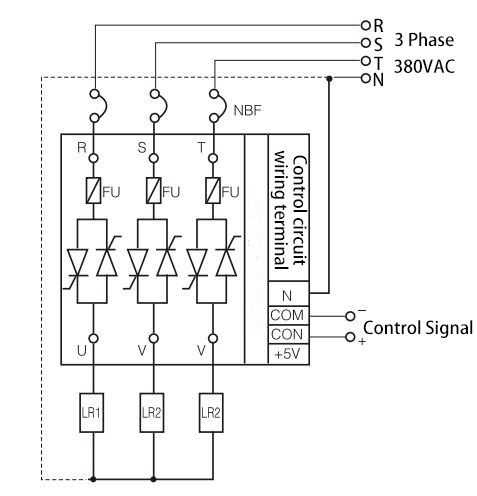 R
S
3 Phase
T
380VAC
N
NBF
R S T
FU FU FU
Control circuit
wiring terminal
N
COM
−
Control Signal
CON
+
+5V
U V V
LR1 LR2 LR2